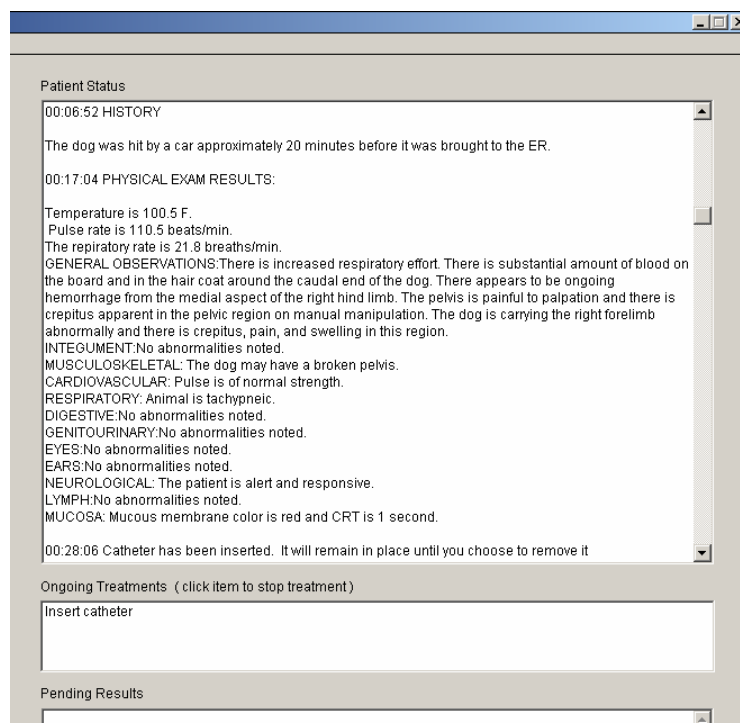 Patient Status
00:06:52 HISTORY
The dog was hit by a car approximately 20 minutes before it was brought to the ER.
00:17:04 PHYSICAL EXAM RESULTS:
Temperature is 100.5 F.
Pulse rate is 110.5 beats/min.
The repiratory rate is 21.8 breaths/min.
GENERAL OBSERVATIONS:There is increased respiratory effort. There is substantial amount of blood on
the board and in the hair coat around the caudal end of the dog. There appears to be ongoing
hemorrhage from the medial aspect of the right hind limb. The pelvis is painful to palpation and there is
crepitus apparent in the pelvic region on manual manipulation. The dog is carrying the right forelimb
abnormally and there is crepitus, pain, and swelling in this region.
INTEGUMENT:No abnormalities noted.
MUSCULOSKELETAL: The dog may have a broken pelvis.
CARDIOVASCULAR: Pulse is of normal strength.
RESPIRATORY: Animal is tachypneic.
DIGESTIVE:No abnormalities noted.
GENITOURINARY:No abnormalities noted.
EYES:No abnormalities noted.
EARS:No abnormalities noted.
NEUROLOGICAL: The patient is alert and responsive.
LYMPH:No abnormalities noted.
MUCOSA: Mucous membrane color is red and CRT is 1 second.
00:28:06 Catheter has been inserted.  It will remain in place until you choose to remove it
Ongoing Treatments  ( click item to stop treatment )
Insert catheter
Pending Results